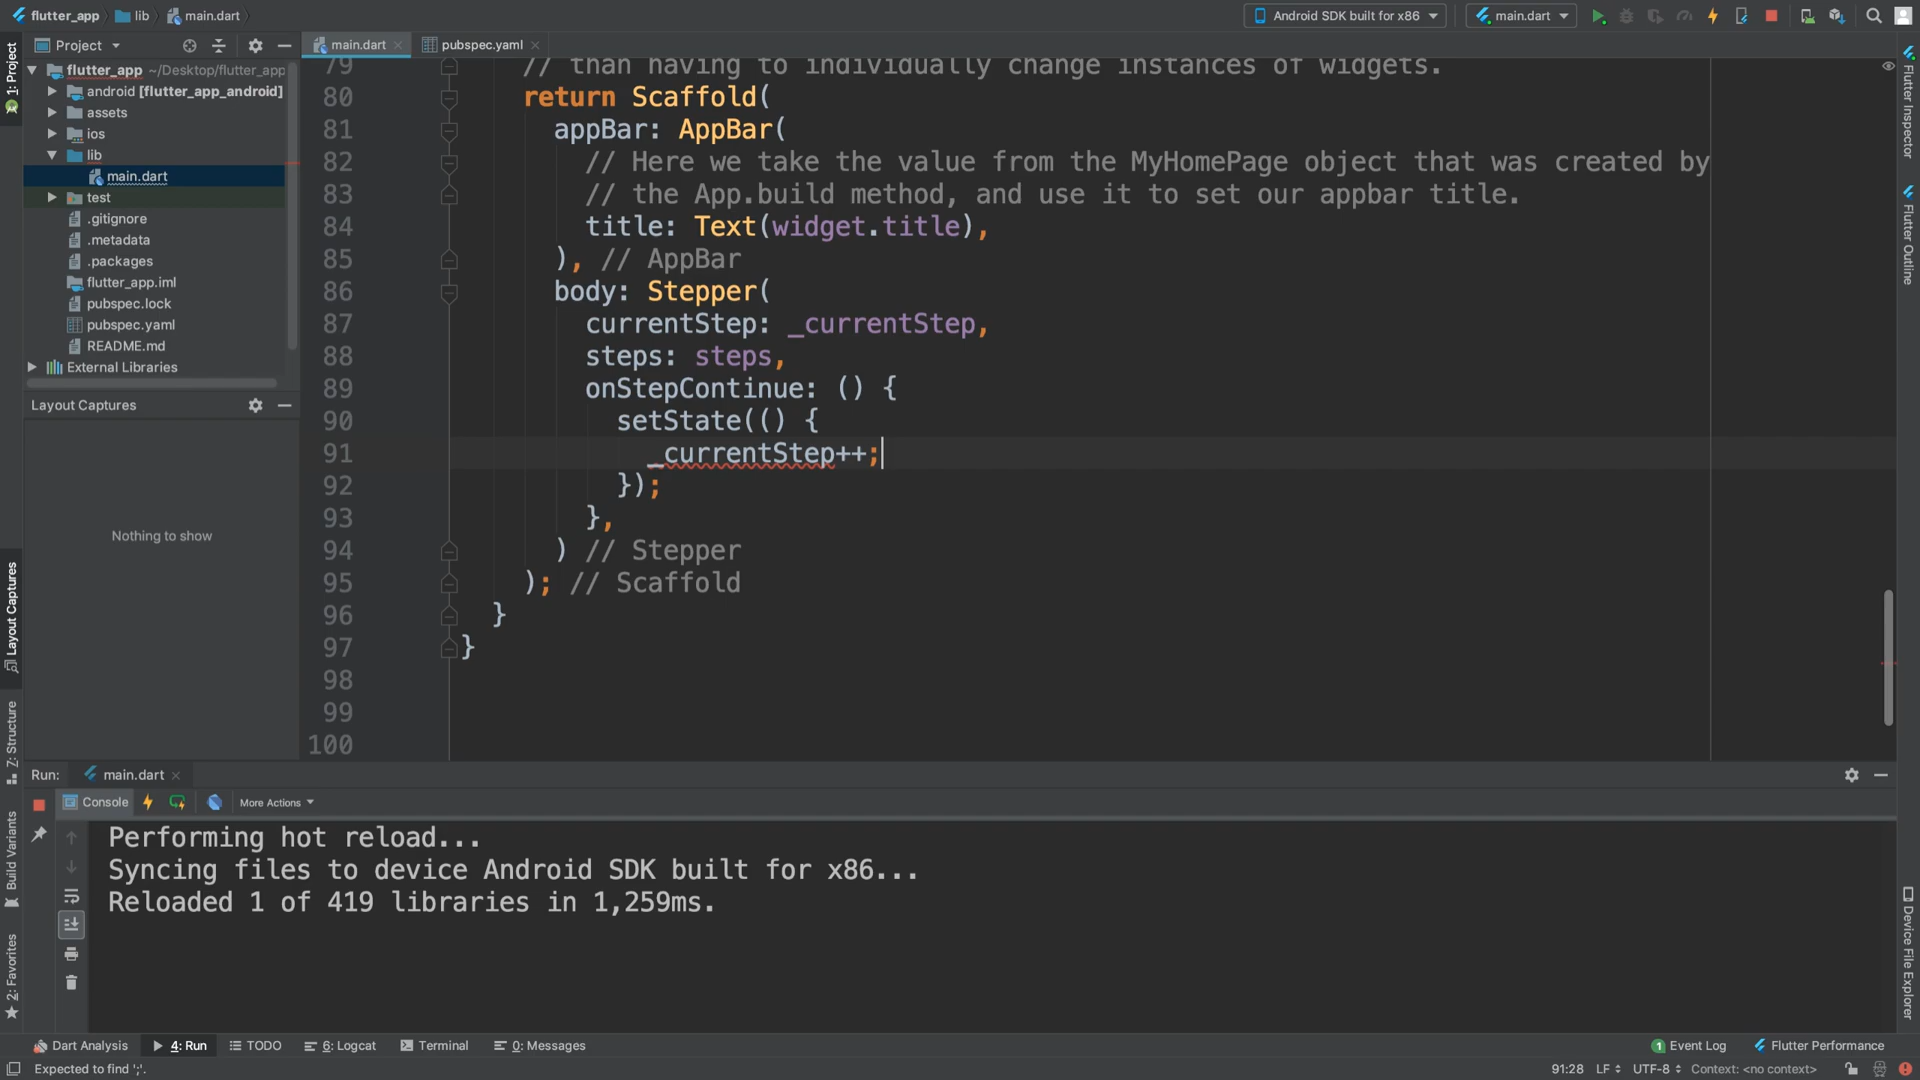 flutter_app
lib
main.dart
Android SDK built for x86
main.dart
1: Project
Project
main.dart
pubspec.yaml
flutter_app ~/Desktop/flutter_app
android [flutter_app_android]
assets
ios
lib
main.dart
test
.gitignore
.metadata
.packages
flutter_app.iml
pubspec.lock
pubspec.yaml
README.md
External Libraries
Layout Captures
Nothing to show
Layout Captures
Z: Structure
Build Variants
2: Favorites
79 // than having to individually change instances of widgets.
80 return Scaffold(
81 appBar: AppBar(
82 // Here we take the value from the MyHomePage object that was created by
83 // the App.build method, and use it to set our appbar title.
84 title: Text(widget.title),
85 ), // AppBar
86 body: Stepper(
87 currentStep: _currentStep,
88 steps: steps,
89 onStepContinue: () {
90 setState(() {
91 _currentStep++;
92 });
93 },
94 ) // Stepper
95 ); // Scaffold
96 }
97 }
98
99
100
Flutter Inspector
Flutter Outline
Device File Explorer
Run: main.dart
Console
More Actions
Performing hot reload...
Syncing files to device Android SDK built for x86...
Reloaded 1 of 419 libraries in 1,259ms.
Dart Analysis
4: Run
TODO
6: Logcat
Terminal
0: Messages
1 Event Log
Flutter Performance
Expected to find ';'.
91:28
LF
UTF-8
Context: <no context>